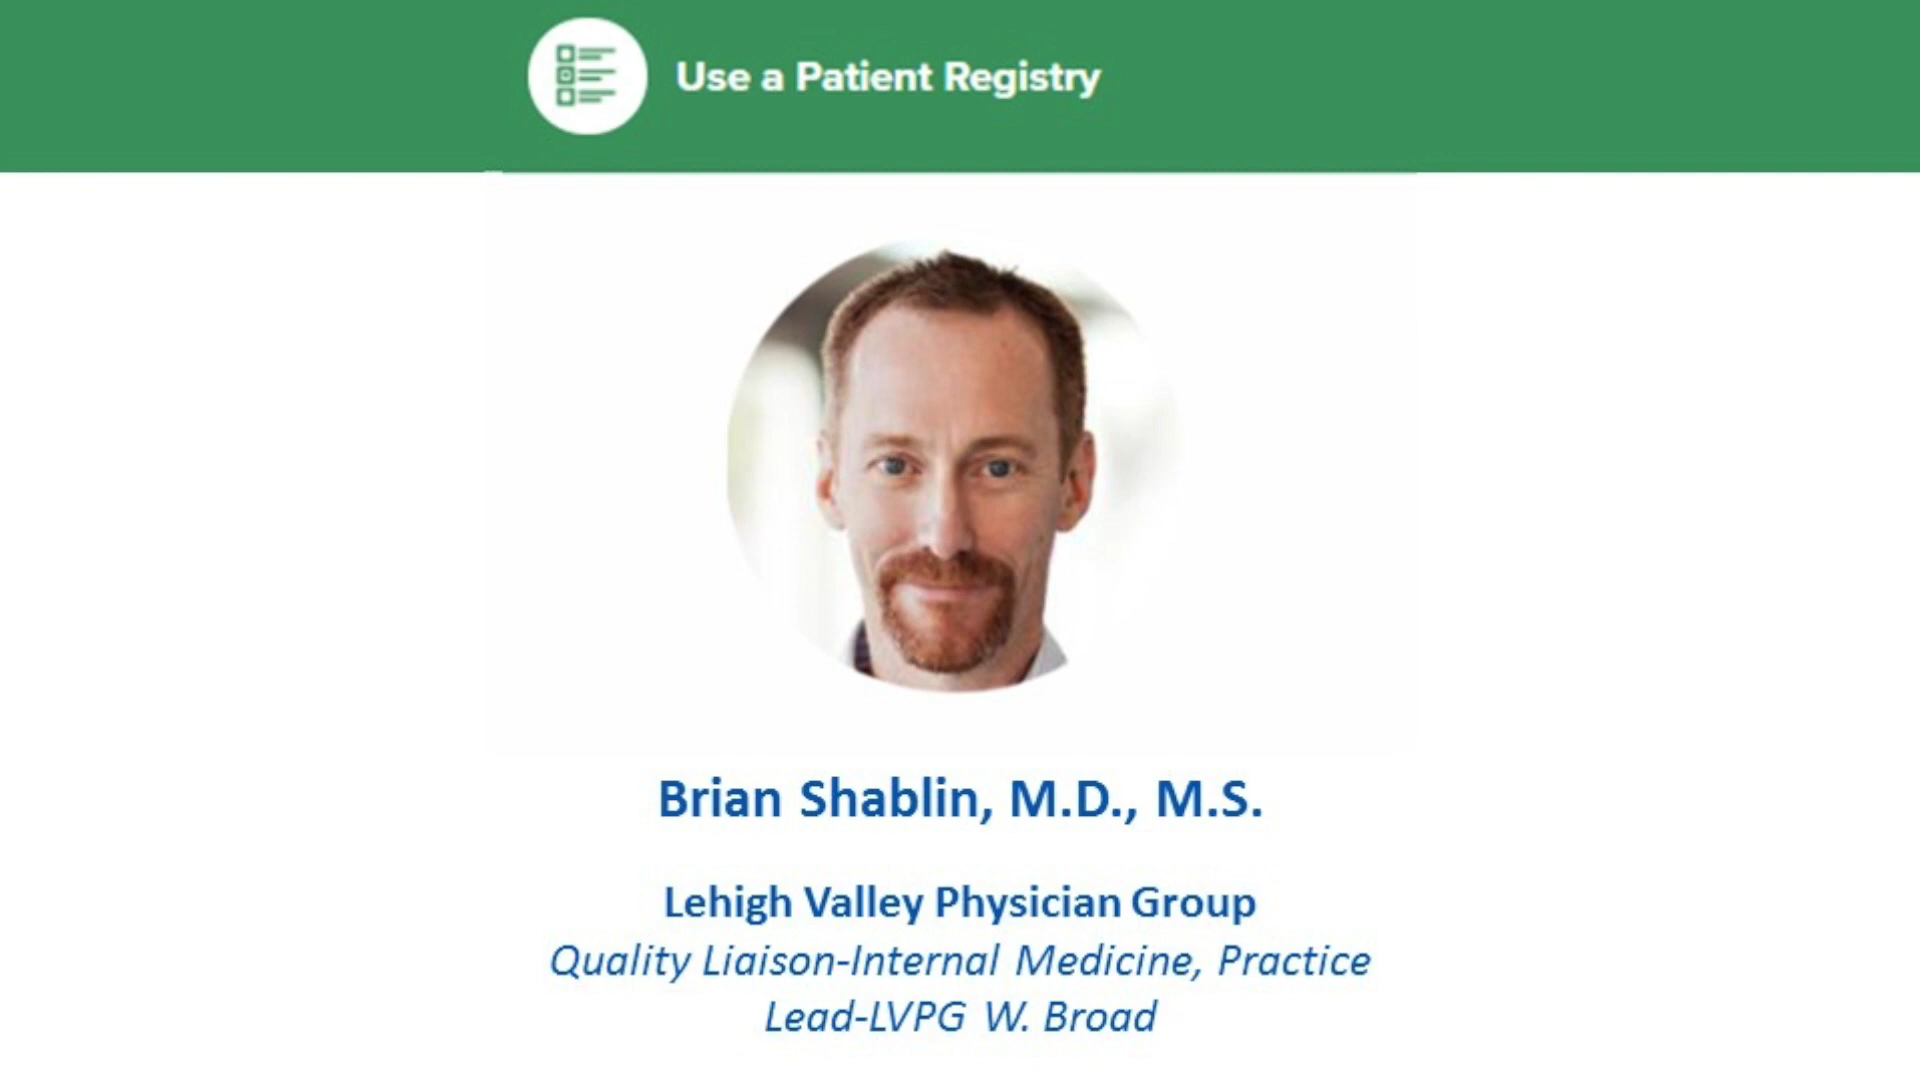 Use a Patient Registry
Brian Shablin, M.D., M.S.
Lehigh Valley Physician Group
Quality Liaison-Internal Medicine, Practice
Lead-LVPG W. Broad